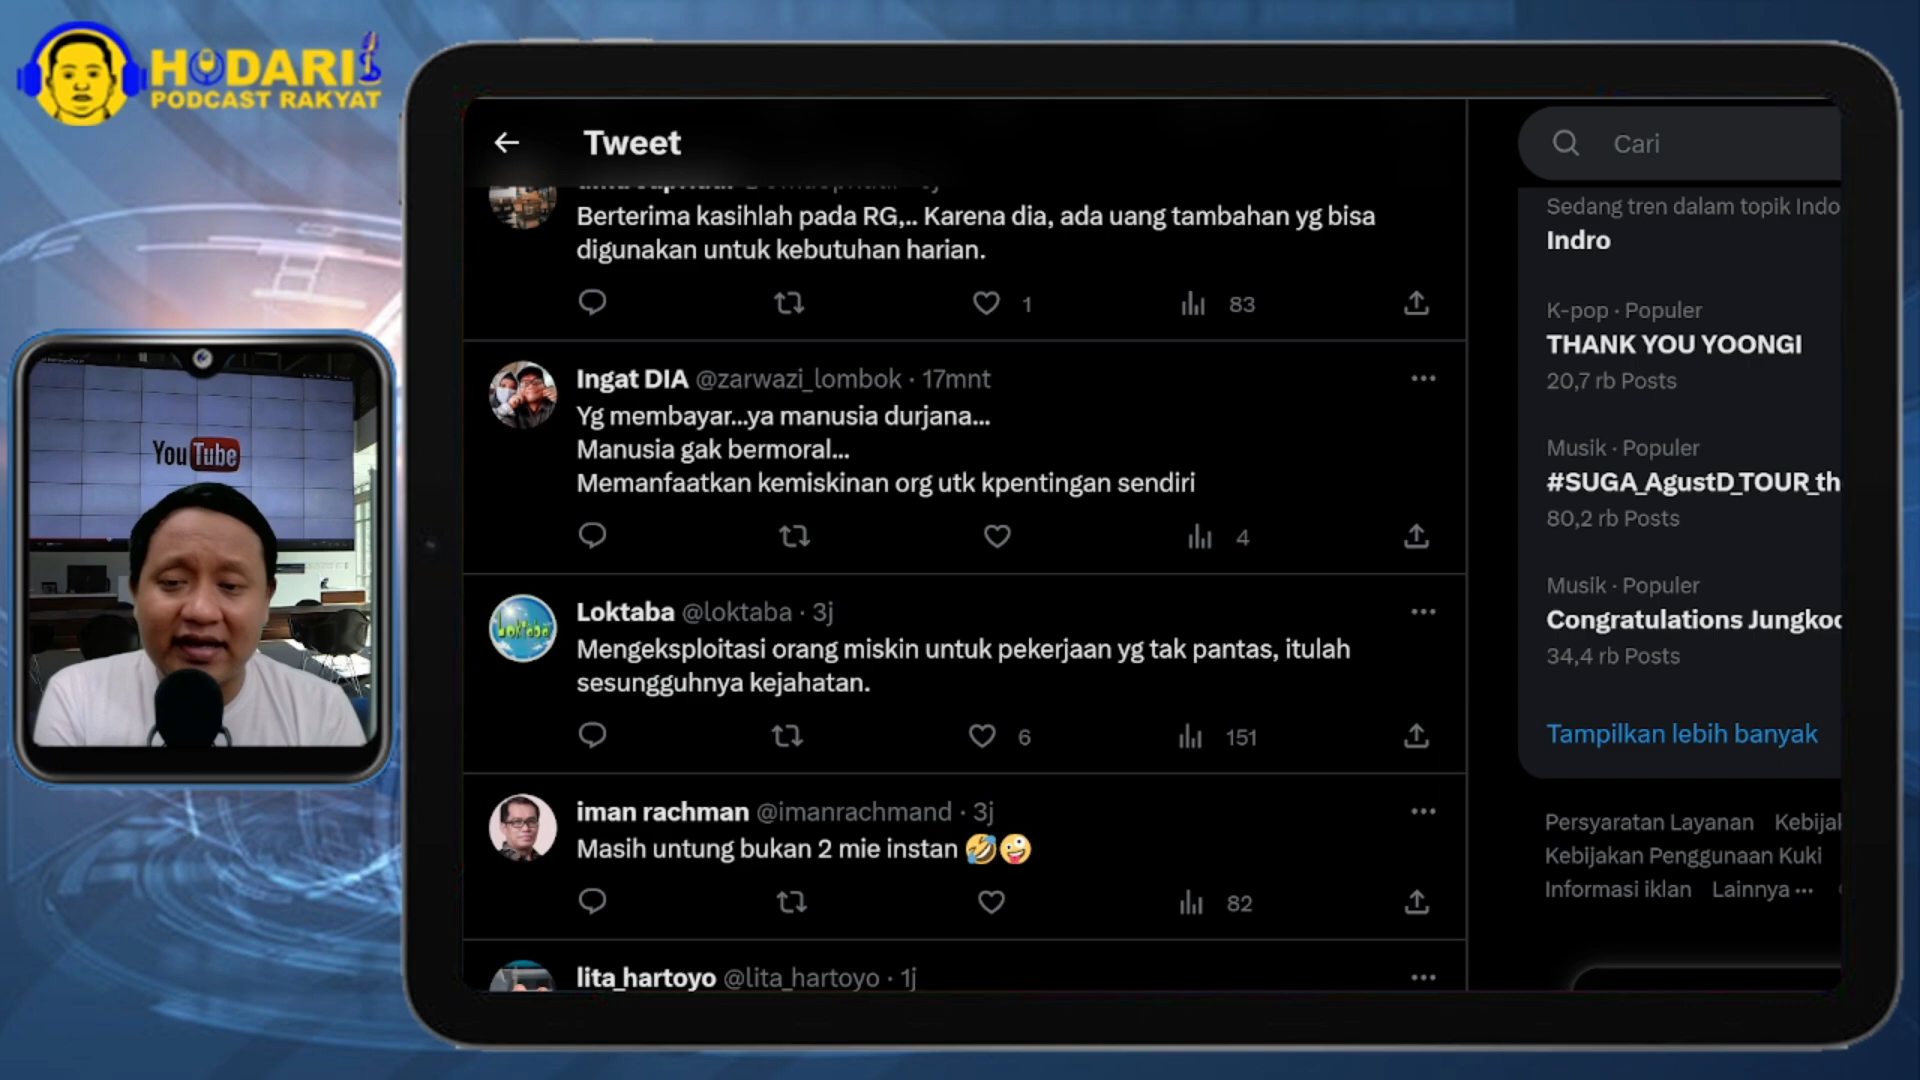 HODARI
PODCAST RAKYAT
YouTube
Tweet
Berterima kasihlah pada RG,.. Karena dia, ada uang tambahan yg bisa
digunakan untuk kebutuhan harian.
1 83
Ingat DIA @zarwazi_lombok · 17mnt
Yg membayar...ya manusia durjana...
Manusia gak bermoral...
Memanfaatkan kemiskinan org utk kpentingan sendiri
4
Loktaba @loktaba · 3j
Loktaba
Mengeksploitasi orang miskin untuk pekerjaan yg tak pantas, itulah
sesungguhnya kejahatan.
6 151
iman rachman @imanrachmand · 3j
Masih untung bukan 2 mie instan 🤣🤪
82
lita_hartoyo @lita_hartoyo · 1j
Cari
Sedang tren dalam topik Indo
Indro
K-pop · Populer
THANK YOU YOONGI
20,7 rb Posts
Musik · Populer
#SUGA_AgustD_TOUR_th
80,2 rb Posts
Musik · Populer
Congratulations Jungkoo
34,4 rb Posts
Tampilkan lebih banyak
Persyaratan Layanan Kebijak
Kebijakan Penggunaan Kuki
Informasi iklan Lainnya ···